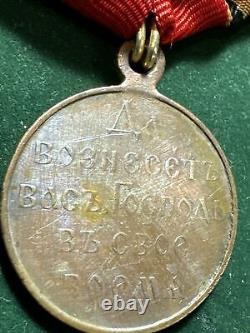 Да
вознесетъ
васъ Господь
въ свое
время